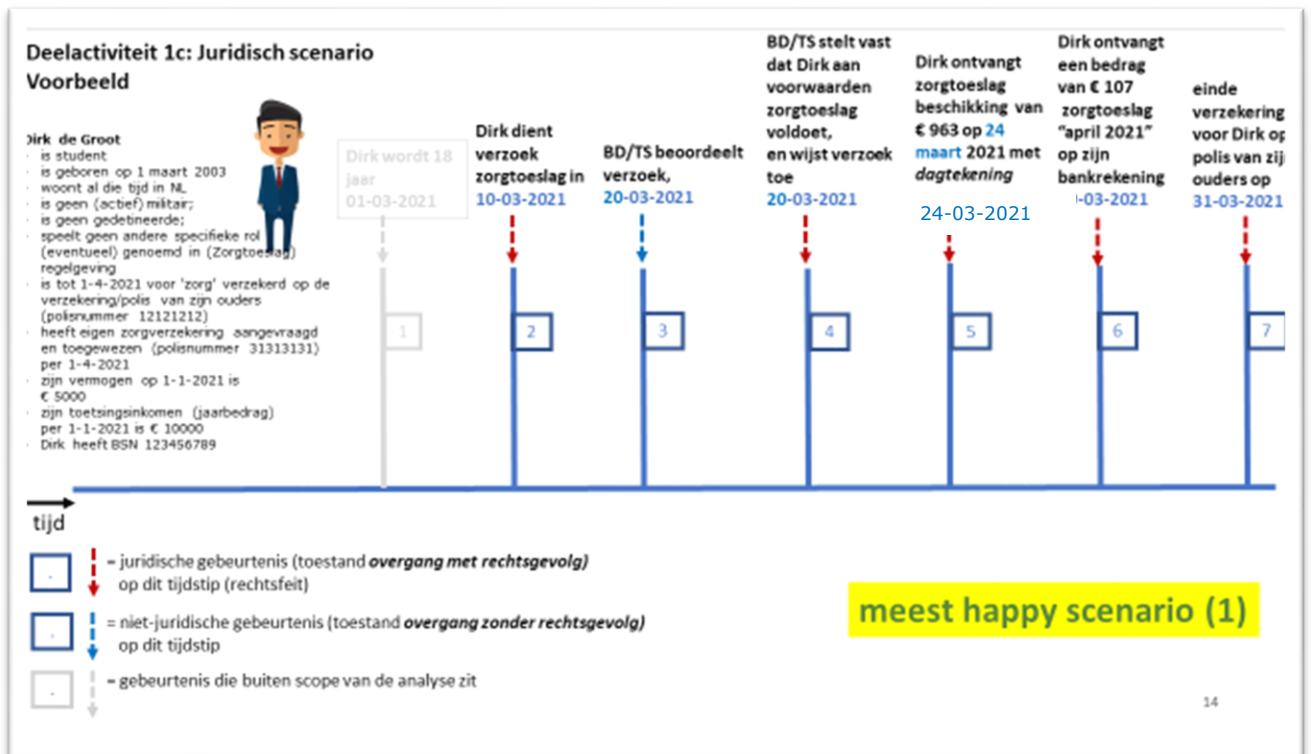 Deelactiviteit 1c: Juridisch scenario
Voorbeeld
Dirk de Groot
· is student
· is geboren op 1 maart 2003
· woont al die tijd in NL
· is geen (actief) militair;
· is geen gedetineerde;
· speelt geen andere specifieke rol
(eventueel) genoemd in (Zorgtoeslag)
regelgeving
· is tot 1-4-2021 voor 'zorg' verzekerd op de
verzekering/polis van zijn ouders
(polisnummer 12121212)
· heeft eigen zorgverzekering aangevraagd
en toegewezen (polisnummer 31313131)
per 1-4-2021
· zijn vermogen op 1-1-2021 is
€ 5000
· zijn toetsingsinkomen (jaarbedrag)
per 1-1-2021 is € 10000
· Dirk heeft BSN 123456789
Dirk wordt 18
jaar
01-03-2021
1
Dirk dient
verzoek
zorgtoeslag in
10-03-2021
2
BD/TS beoordeelt
verzoek,
20-03-2021
3
BD/TS stelt vast
dat Dirk aan
voorwaarden
zorgtoeslag
voldoet,
en wijst verzoek
toe
20-03-2021
4
Dirk ontvangt
zorgtoeslag
beschikking van
€ 963 op 24
maart 2021 met
dagtekening
24-03-2021
5
Dirk ontvangt
een bedrag
van € 107
zorgtoeslag
"april 2021"
op zijn
bankrekening
-03-2021
6
einde
verzekering
voor Dirk op
polis van zij
ouders op
31-03-2021
7
tijd
= juridische gebeurtenis (toestand overgang met rechtsgevolg)
op dit tijdstip (rechtsfeit)
= niet-juridische gebeurtenis (toestand overgang zonder rechtsgevolg)
op dit tijdstip
= gebeurtenis die buiten scope van de analyse zit
meest happy scenario (1)
14